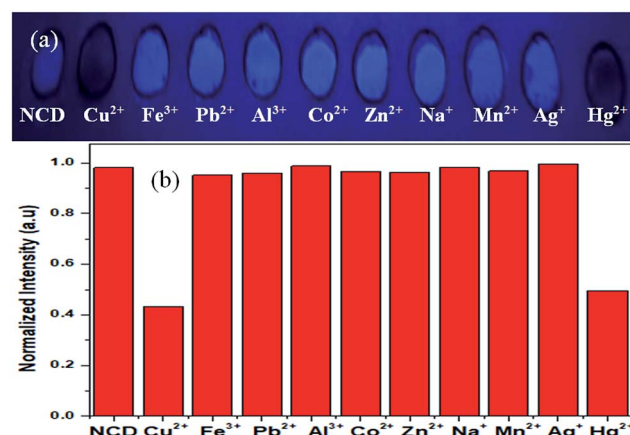 (a)
NCD Cu²⁺ Fe³⁺ Pb²⁺ Al³⁺ Co²⁺ Zn²⁺ Na⁺ Mn²⁺ Ag⁺ Hg²⁺
(b)
Normalized Intensity (a.u)
1.0
0.8
0.6
0.4
0.2
0.0
NCD Cu²⁺ Fe³⁺ Pb²⁺ Al³⁺ Co²⁺ Zn²⁺ Na⁺ Mn²⁺ Ag⁺ Hg²⁺